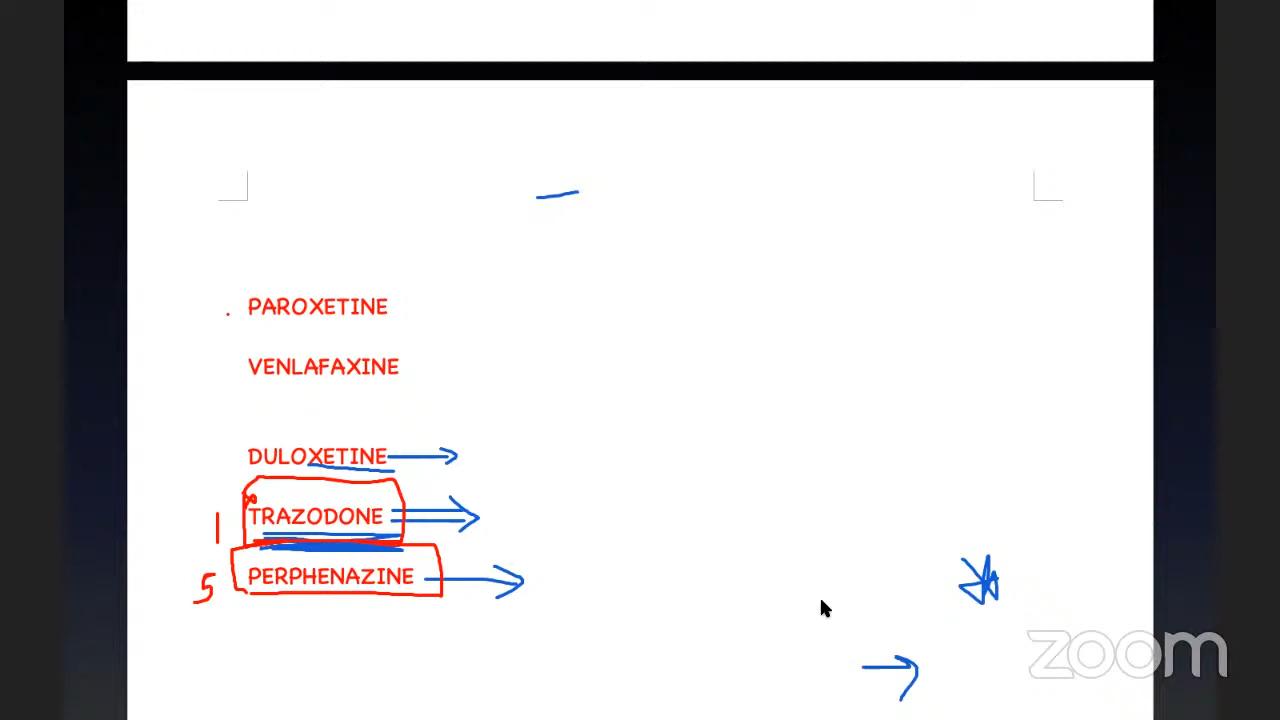 PAROXETINE
VENLAFAXINE
DULOXETINE
1 TRAZODONE
5 PERPHENAZINE
zoom